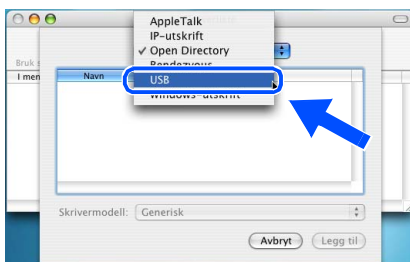 AppleTalk
IP-utskrift
✓ Open Directory
Rendezvous
USB
Windows-utskrift
Bruk
I men
Navn
Skrivermodell: Generisk
Avbryt
Legg til